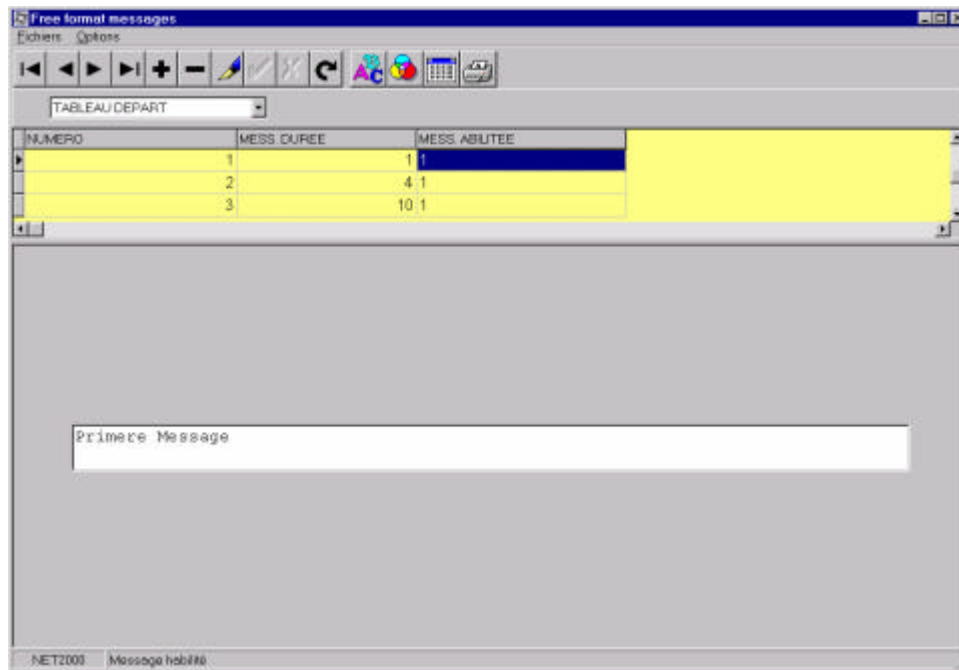 Free format messages
Fichiers Options
TABLEAU DEPART
NUMERO MESS. DUREE MESS. ABILITEE
1 1 1
2 4 1
3 10 1
Primere Message
NET2000 Message habilité